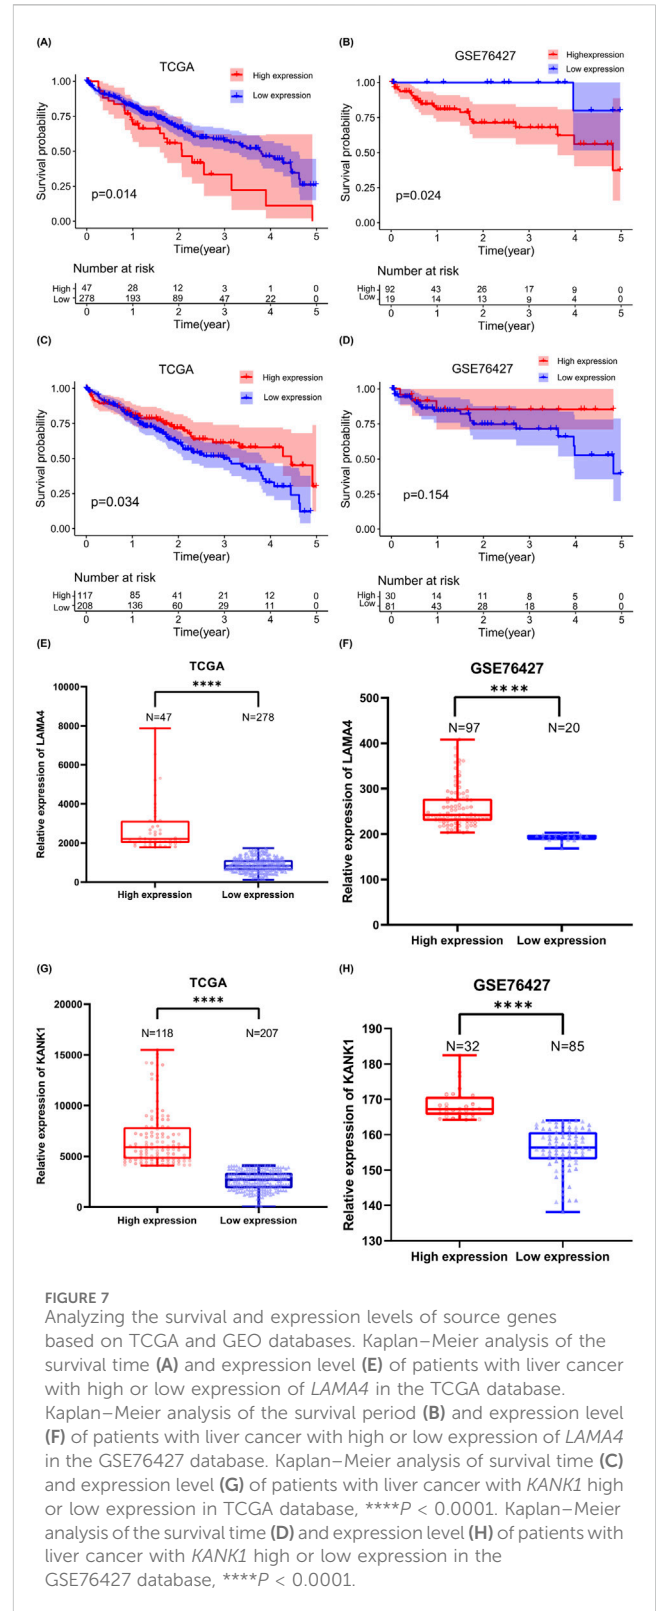 (A)
TCGA
High expression
Low expression
Survival probability
1.00
0.75
0.50
0.25
0.00
p=0.014
0 1 2 3 4 5
Time(year)
Number at risk
High 47 28 12 3 1 0
Low 278 193 89 47 22 0
0 1 2 3 4 5
Time(year)
(B)
GSE76427
Highexpression
Low expression
Survival probability
1.00
0.75
0.50
0.25
0.00
p=0.024
0 1 2 3 4 5
Time(year)
Number at risk
High 92 43 26 17 9 0
Low 19 14 13 9 4 0
0 1 2 3 4 5
Time(year)
(C)
TCGA
High expression
Low expression
Survival probability
1.00
0.75
0.50
0.25
0.00
p=0.034
0 1 2 3 4 5
Time(year)
Number at risk
High 117 85 41 21 12 0
Low 208 136 60 29 11 0
0 1 2 3 4 5
Time(year)
(D)
GSE76427
High expression
Low expression
Survival probability
1.00
0.75
0.50
0.25
0.00
p=0.154
0 1 2 3 4 5
Time(year)
Number at risk
High 30 14 11 8 5 0
Low 81 43 28 18 8 0
0 1 2 3 4 5
Time(year)
(E)
TCGA
****
N=47 N=278
Relative expression of LAMA4
10000
8000
6000
4000
2000
0
High expression Low expression
(F)
GSE76427
****
N=97 N=20
Relative expression of LAMA4
500
400
300
200
100
0
High expression Low expression
(G)
TCGA
****
N=118 N=207
Relative expression of KANK1
20000
15000
10000
5000
0
High expression Low expression
(H)
GSE76427
****
N=32 N=85
Relative expression of KANK1
190
180
170
160
150
140
130
High expression Low expression
FIGURE 7
Analyzing the survival and expression levels of source genes
based on TCGA and GEO databases. Kaplan–Meier analysis of the
survival time (A) and expression level (E) of patients with liver cancer
with high or low expression of LAMA4 in the TCGA database.
Kaplan–Meier analysis of the survival period (B) and expression level
(F) of patients with liver cancer with high or low expression of LAMA4
in the GSE76427 database. Kaplan–Meier analysis of survival time (C)
and expression level (G) of patients with liver cancer with KANK1 high
or low expression in TCGA database, ****P < 0.0001. Kaplan–Meier
analysis of the survival time (D) and expression level (H) of patients with
liver cancer with KANK1 high or low expression in the
GSE76427 database, ****P < 0.0001.